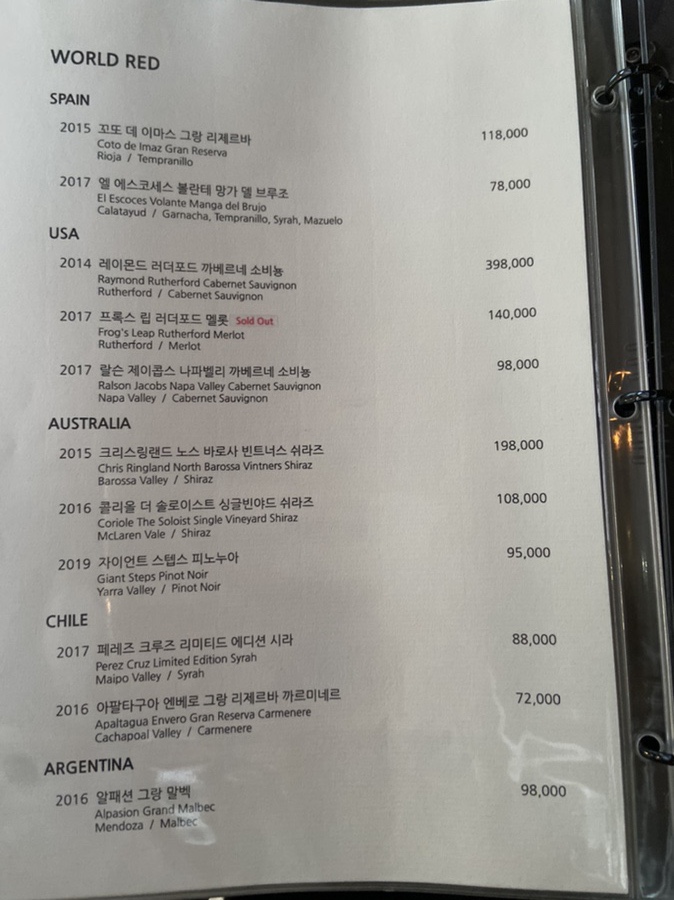 WORLD RED
SPAIN
2015 꼬또 데 이마스 그랑 리제르바 118,000
Coto de Imaz Gran Reserva
Rioja / Tempranillo
2017 엘 에스코세스 볼란테 망가 델 브루조 78,000
El Escoces Volante Manga del Brujo
Calatayud / Garnacha, Tempranillo, Syrah, Mazuelo
USA
2014 레이몬드 러더포드 까베르네 소비뇽 398,000
Raymond Rutherford Cabernet Sauvignon
Rutherford / Cabernet Sauvignon
2017 프록스 립 러더포드 멜롯 Sold Out 140,000
Frog's Leap Rutherford Merlot
Rutherford / Merlot
2017 랄슨 제이콥스 나파벨리 까베르네 소비뇽 98,000
Ralson Jacobs Napa Valley Cabernet Sauvignon
Napa Valley / Cabernet Sauvignon
AUSTRALIA
2015 크리스링랜드 노스 바로사 빈트너스 쉬라즈 198,000
Chris Ringland North Barossa Vintners Shiraz
Barossa Valley / Shiraz
2016 콜리올 더 솔로이스트 싱글빈야드 쉬라즈 108,000
Coriole The Soloist Single Vineyard Shiraz
McLaren Vale / Shiraz
2019 자이언트 스텝스 피노누아 95,000
Giant Steps Pinot Noir
Yarra Valley / Pinot Noir
CHILE
2017 페레즈 크루즈 리미티드 에디션 시라 88,000
Perez Cruz Limited Edition Syrah
Maipo Valley / Syrah
2016 아팔타구아 엔베로 그랑 리제르바 까르미네르 72,000
Apaltagua Envero Gran Reserva Carmenere
Cachapoal Valley / Carmenere
ARGENTINA
2016 알패션 그랑 말벡 98,000
Alpasion Grand Malbec
Mendoza / Malbec